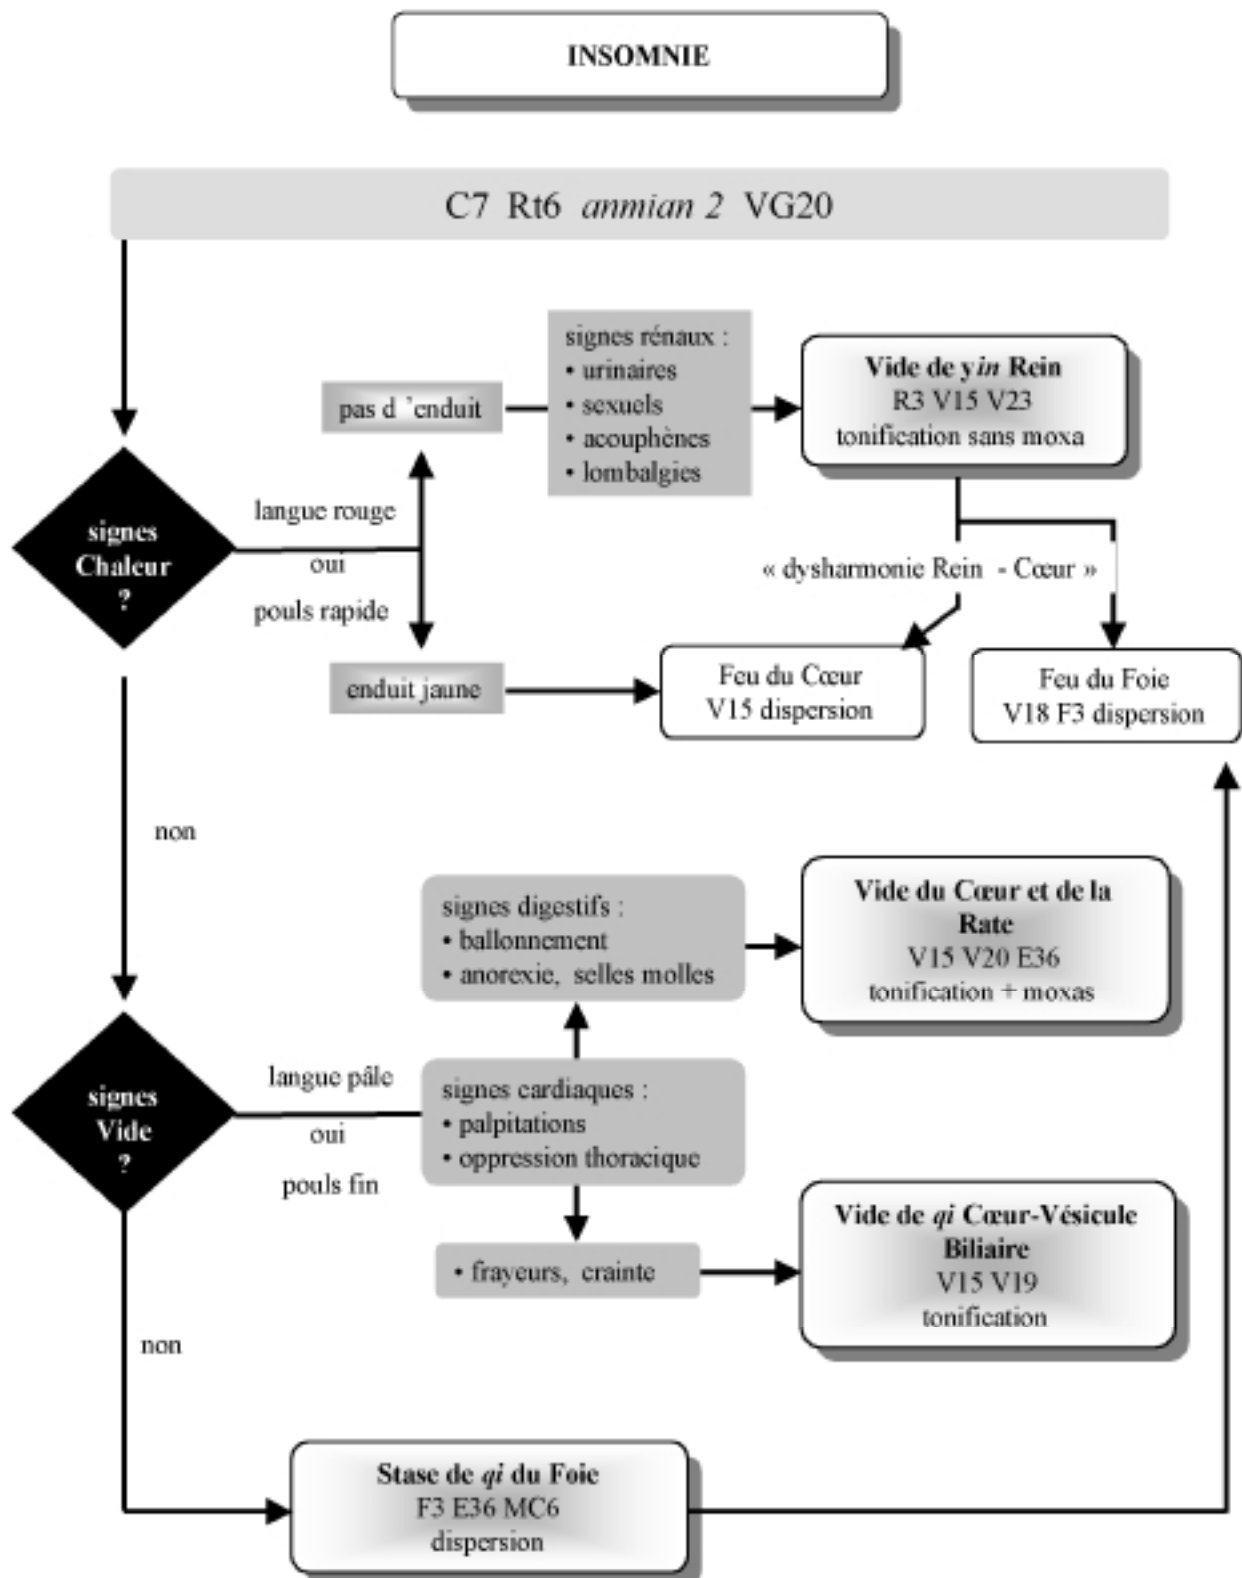 INSOMNIE
C7 Rt6 anmian 2 VG20
signes rénaux :
• urinaires
• sexuels
• acouphènes
• lombalgies
Vide de yin Rein
R3 V15 V23
tonification sans moxa
pas d ’enduit
signes
Chaleur
?
langue rouge
oui
pouls rapide
« dysharmonie Rein - Cœur »
enduit jaune
Feu du Cœur
V15 dispersion
Feu du Foie
V18 F3 dispersion
non
signes digestifs :
• ballonnement
• anorexie, selles molles
Vide du Cœur et de la
Rate
V15 V20 E36
tonification + moxas
signes
Vide
?
langue pâle
oui
pouls fin
signes cardiaques :
• palpitations
• oppression thoracique
• frayeurs, crainte
Vide de qi Cœur-Vésicule
Biliaire
V15 V19
tonification
non
Stase de qi du Foie
F3 E36 MC6
dispersion